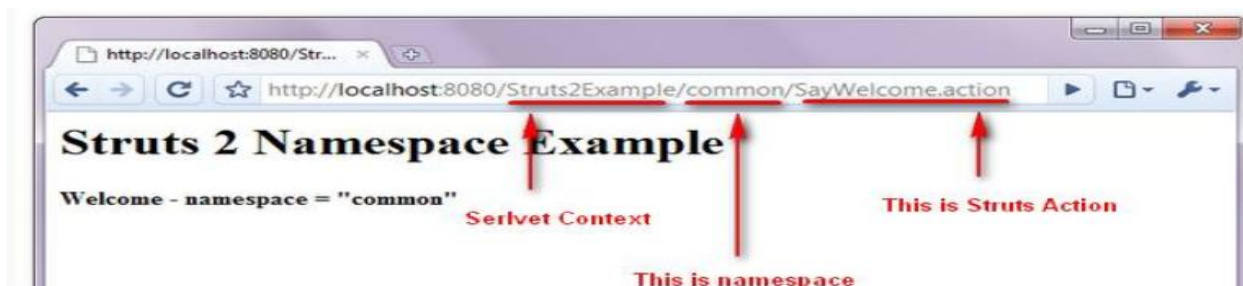 http://localhost:8080/Str...
http://localhost:8080/Struts2Example/common/SayWelcome.action
Struts 2 Namespace Example
Welcome - namespace = "common"
Serlvet Context
This is Struts Action
This is namespace